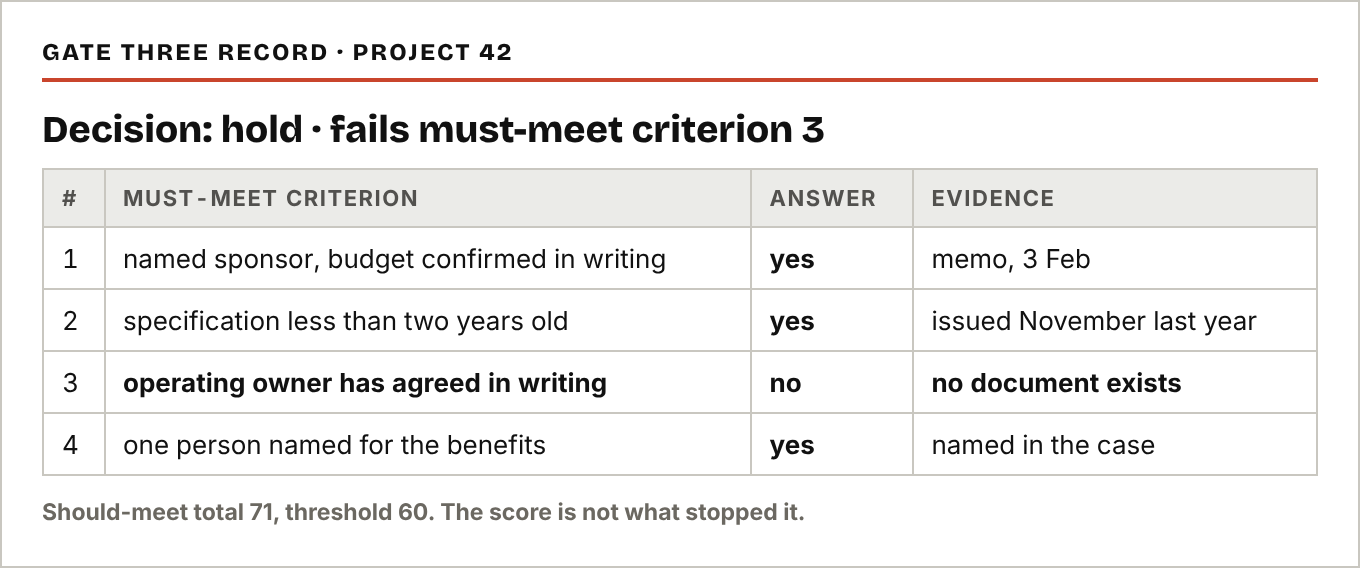 GATE THREE RECORD · PROJECT 42
Decision: hold · fails must-meet criterion 3
# MUST-MEET CRITERION ANSWER EVIDENCE
1 named sponsor, budget confirmed in writing yes memo, 3 Feb
2 specification less than two years old yes issued November last year
3 operating owner has agreed in writing no no document exists
4 one person named for the benefits yes named in the case
Should-meet total 71, threshold 60. The score is not what stopped it.